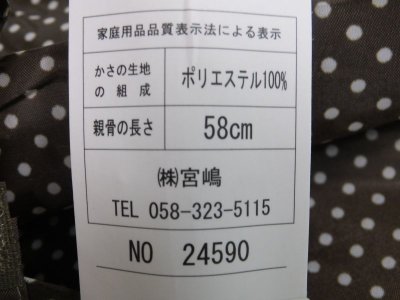 家庭用品品質表示法による表示
かさの生地の組成 ポリエステル100%
親骨の長さ 58cm
㈱宮嶋
TEL 058-323-5115
NO 24590